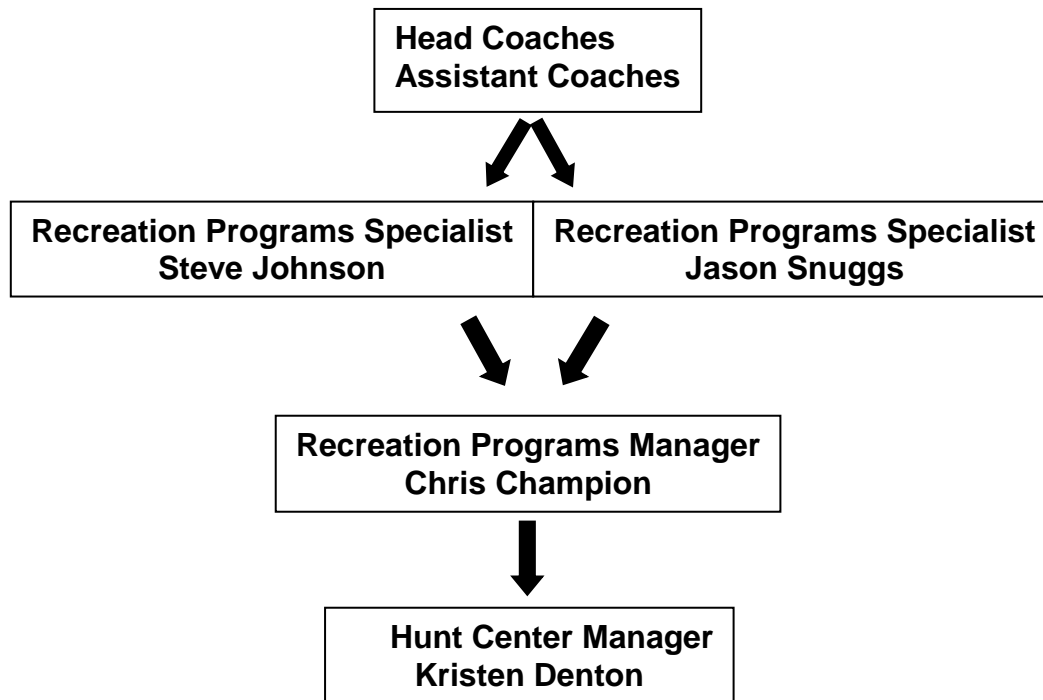 Head Coaches
Assistant Coaches
Recreation Programs Specialist
Steve Johnson
Recreation Programs Specialist
Jason Snuggs
Recreation Programs Manager
Chris Champion
Hunt Center Manager
Kristen Denton